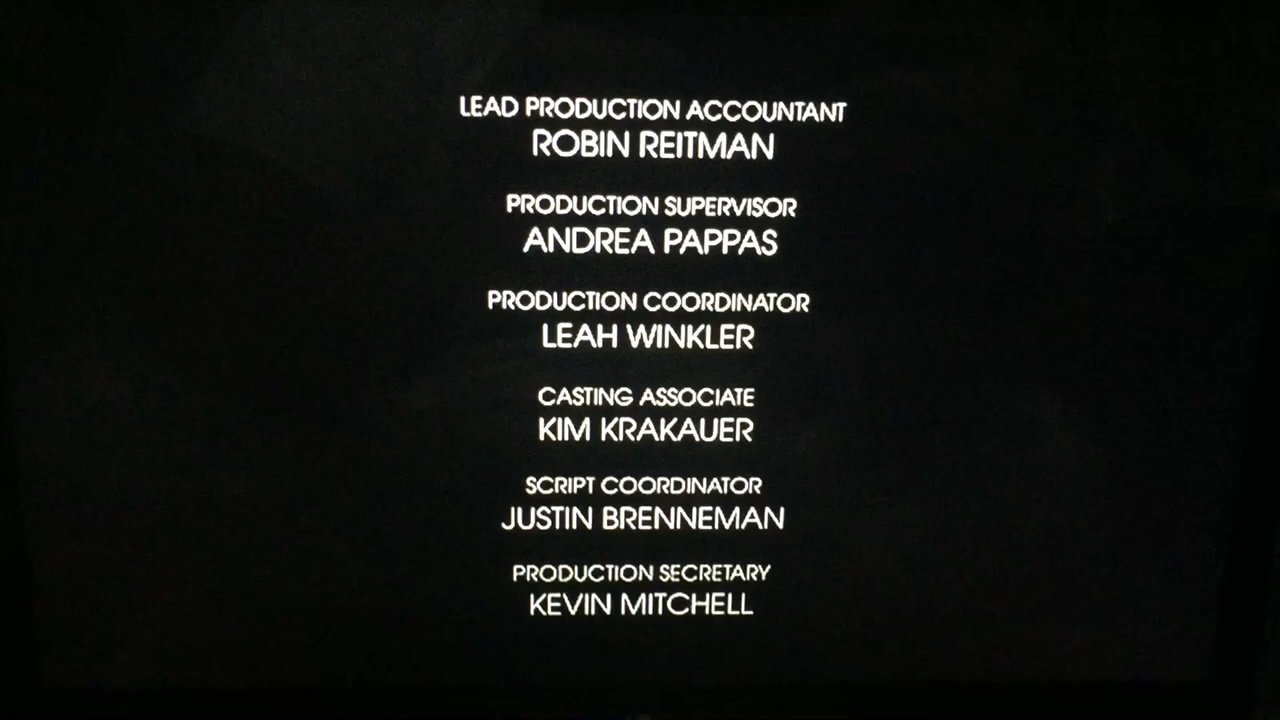 LEAD PRODUCTION ACCOUNTANT
ROBIN REITMAN
PRODUCTION SUPERVISOR
ANDREA PAPPAS
PRODUCTION COORDINATOR
LEAH WINKLER
CASTING ASSOCIATE
KIM KRAKAUER
SCRIPT COORDINATOR
JUSTIN BRENNEMAN
PRODUCTION SECRETARY
KEVIN MITCHELL